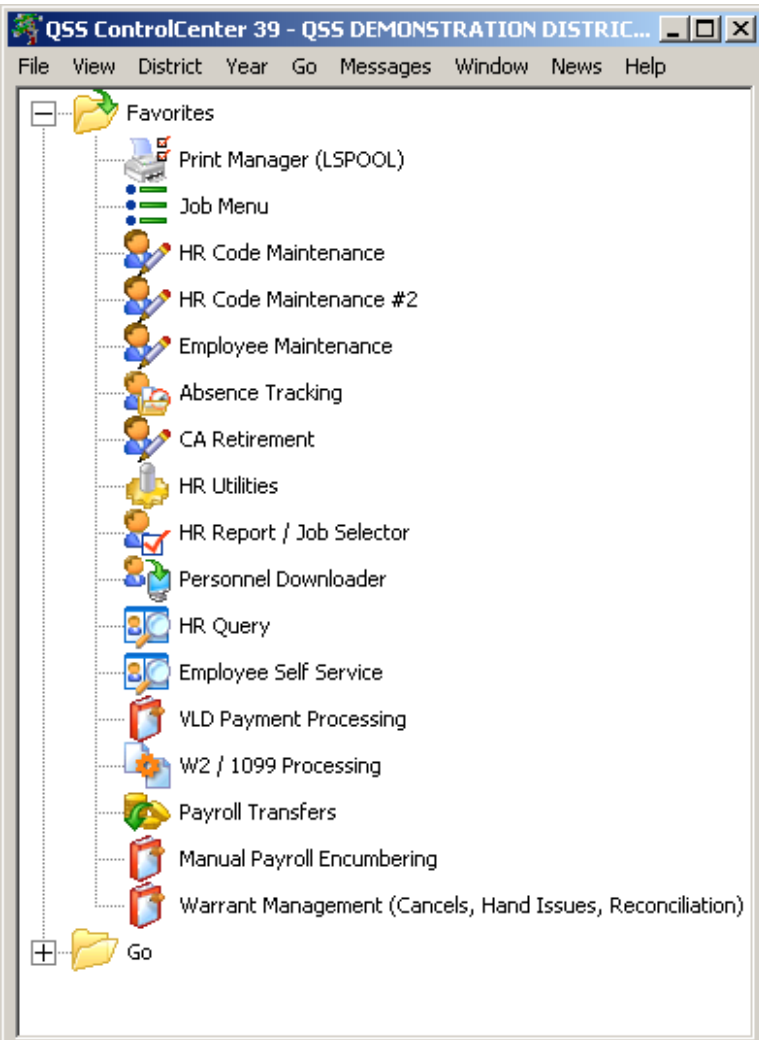 QSS ControlCenter 39 - QSS DEMONSTRATION DISTRIC...
File View District Year Go Messages Window News Help
Favorites
Print Manager (LSPOOL)
Job Menu
HR Code Maintenance
HR Code Maintenance #2
Employee Maintenance
Absence Tracking
CA Retirement
HR Utilities
HR Report / Job Selector
Personnel Downloader
HR Query
Employee Self Service
VLD Payment Processing
W2 / 1099 Processing
Payroll Transfers
Manual Payroll Encumbering
Warrant Management (Cancels, Hand Issues, Reconciliation)
Go